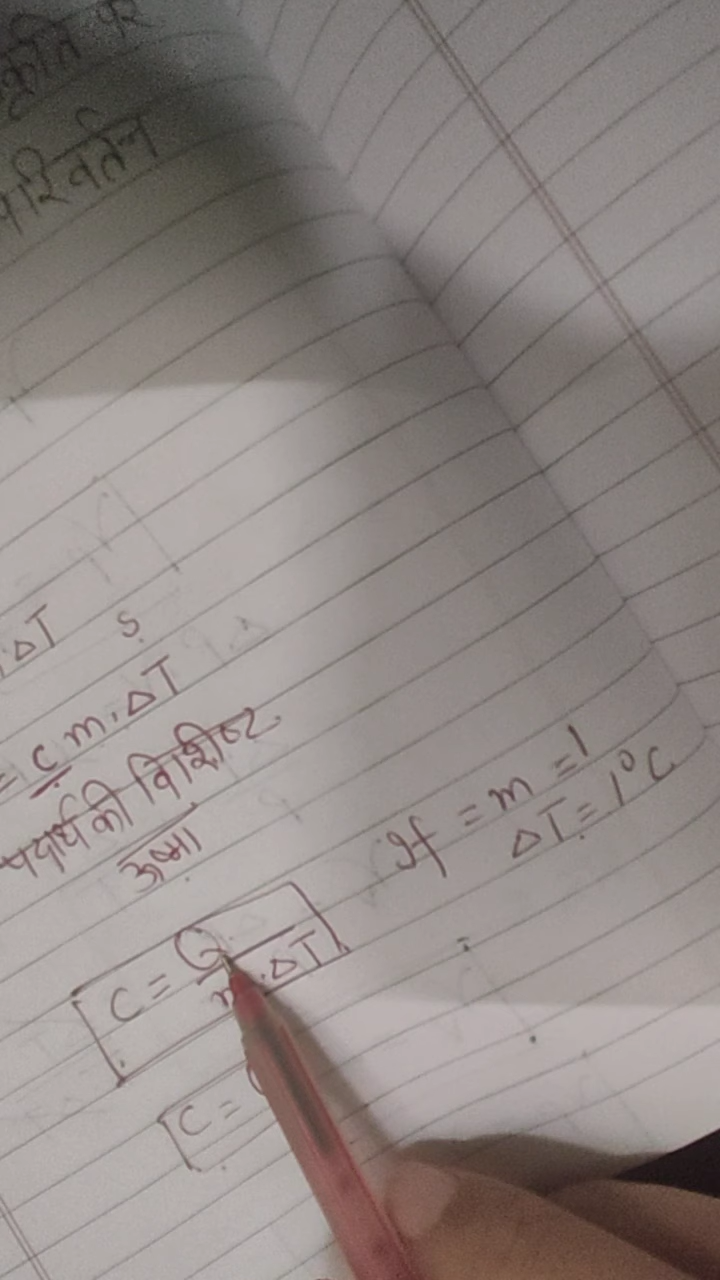 परिवर्तन
ΔT S
= c m. ΔT
पदार्थ की विशिष्ट
ऊष्मा
If = m = 1
ΔT = 1°C
C = Q / m. ΔT
C =